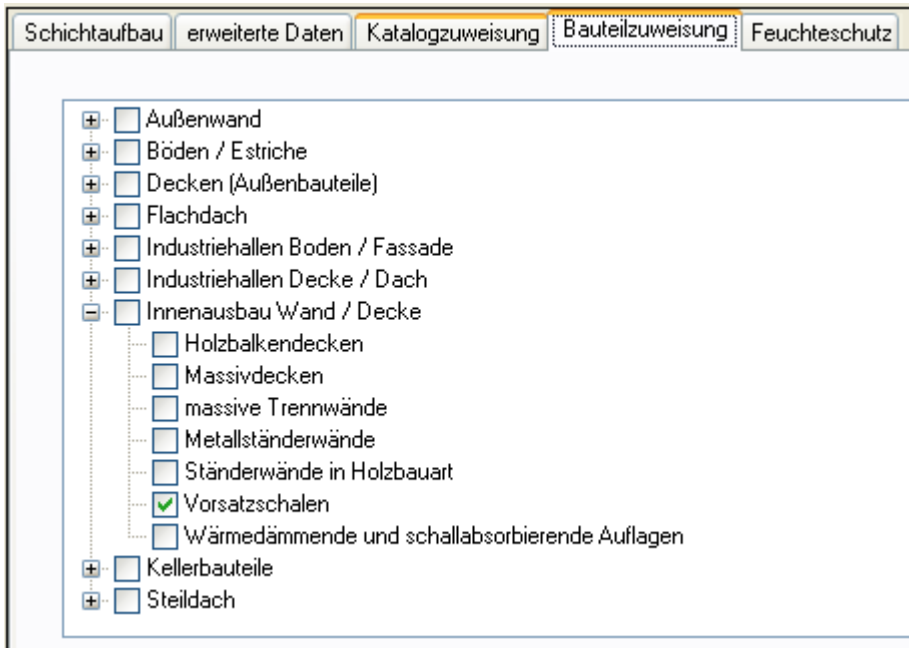 Schichtaufbau erweiterte Daten Katalogzuweisung Bauteilzuweisung Feuchteschutz
Außenwand
Böden / Estriche
Decken (Außenbauteile)
Flachdach
Industriehallen Boden / Fassade
Industriehallen Decke / Dach
Innenausbau Wand / Decke
Holzbalkendecken
Massivdecken
massive Trennwände
Metallständerwände
Ständerwände in Holzbauart
Vorsatzschalen
Wärmedämmende und schallabsorbierende Auflagen
Kellerbauteile
Steildach